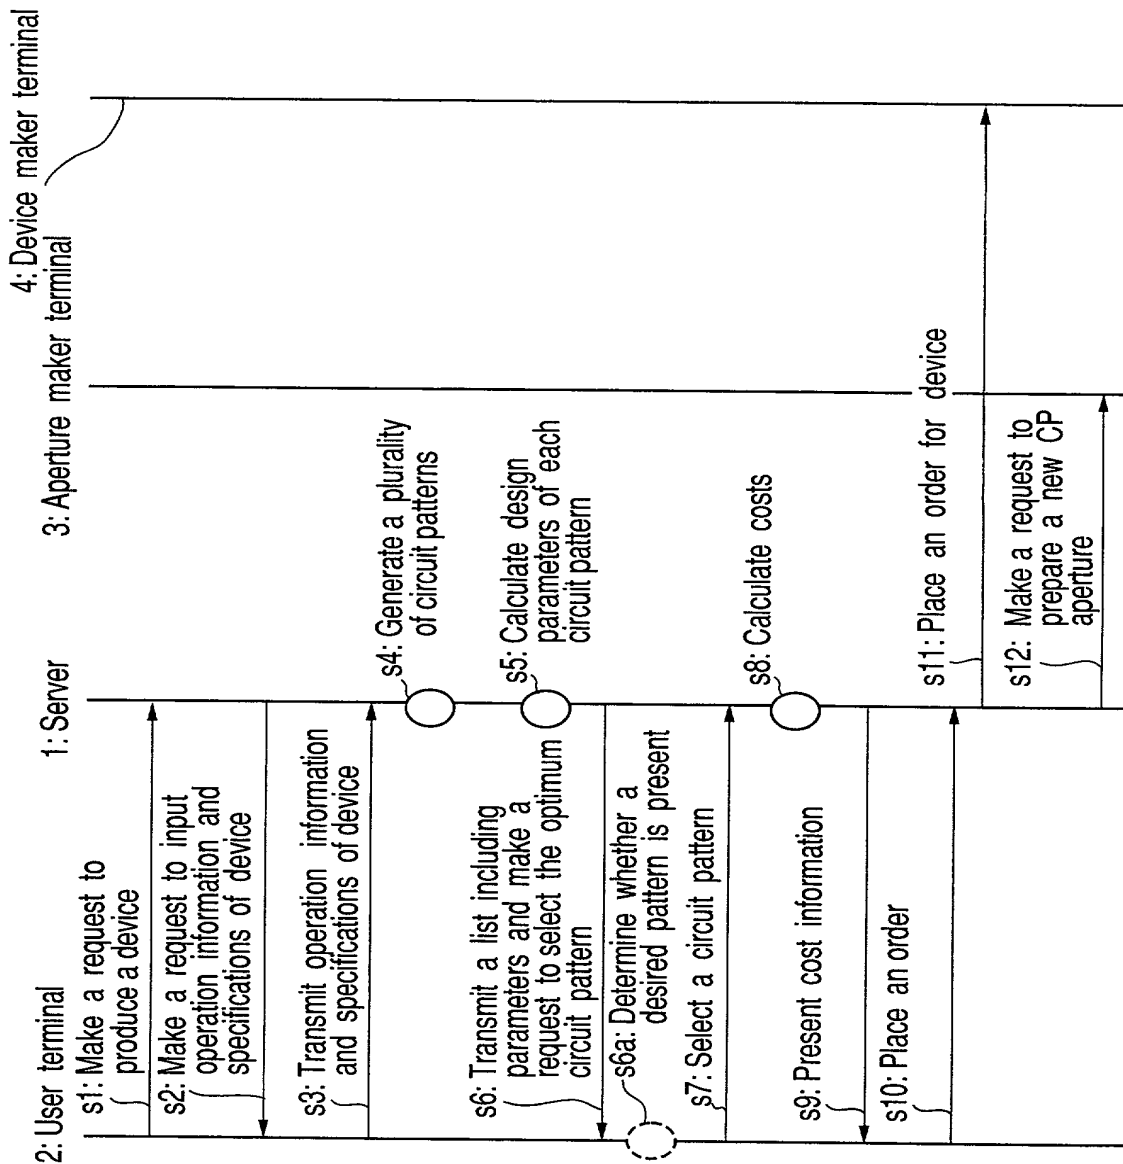 2: User terminal
1: Server
3: Aperture maker terminal
4: Device maker terminal
s1: Make a request to
produce a device
s2: Make a request to input
operation information and
specifications of device
s3: Transmit operation information
and specifications of device
s4: Generate a plurality
of circuit patterns
s5: Calculate design
parameters of each
circuit pattern
s6: Transmit a list including
parameters and make a
request to select the optimum
circuit pattern
s6a: Determine whether a
desired pattern is present
s7: Select a circuit pattern
s8: Calculate costs
s9: Present cost information
s10: Place an order
s11: Place an order for device
s12: Make a request to
prepare a new CP
aperture